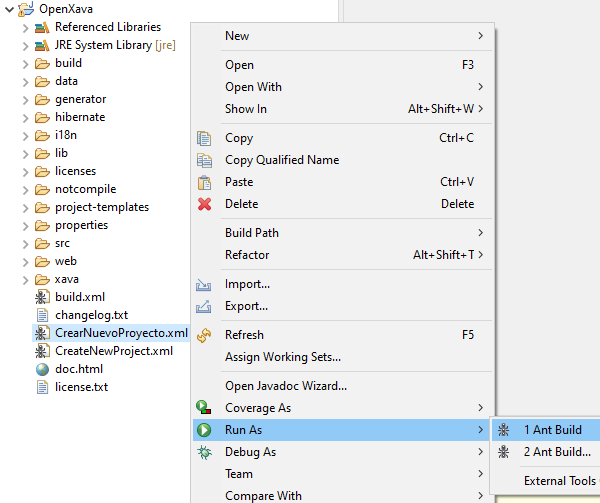 OpenXava
Referenced Libraries
JRE System Library [jre]
build
data
generator
hibernate
i18n
lib
licenses
notcompile
project-templates
properties
src
web
xava
build.xml
changelog.txt
CrearNuevoProyecto.xml
CreateNewProject.xml
doc.html
license.txt
New
Open F3
Open With
Show In Alt+Shift+W
Copy Ctrl+C
Copy Qualified Name
Paste Ctrl+V
Delete Delete
Build Path
Refactor Alt+Shift+T
Import...
Export...
Refresh F5
Assign Working Sets...
Open Javadoc Wizard...
Coverage As
Run As
Debug As
Team
Compare With
1 Ant Build
2 Ant Build...
External Tools